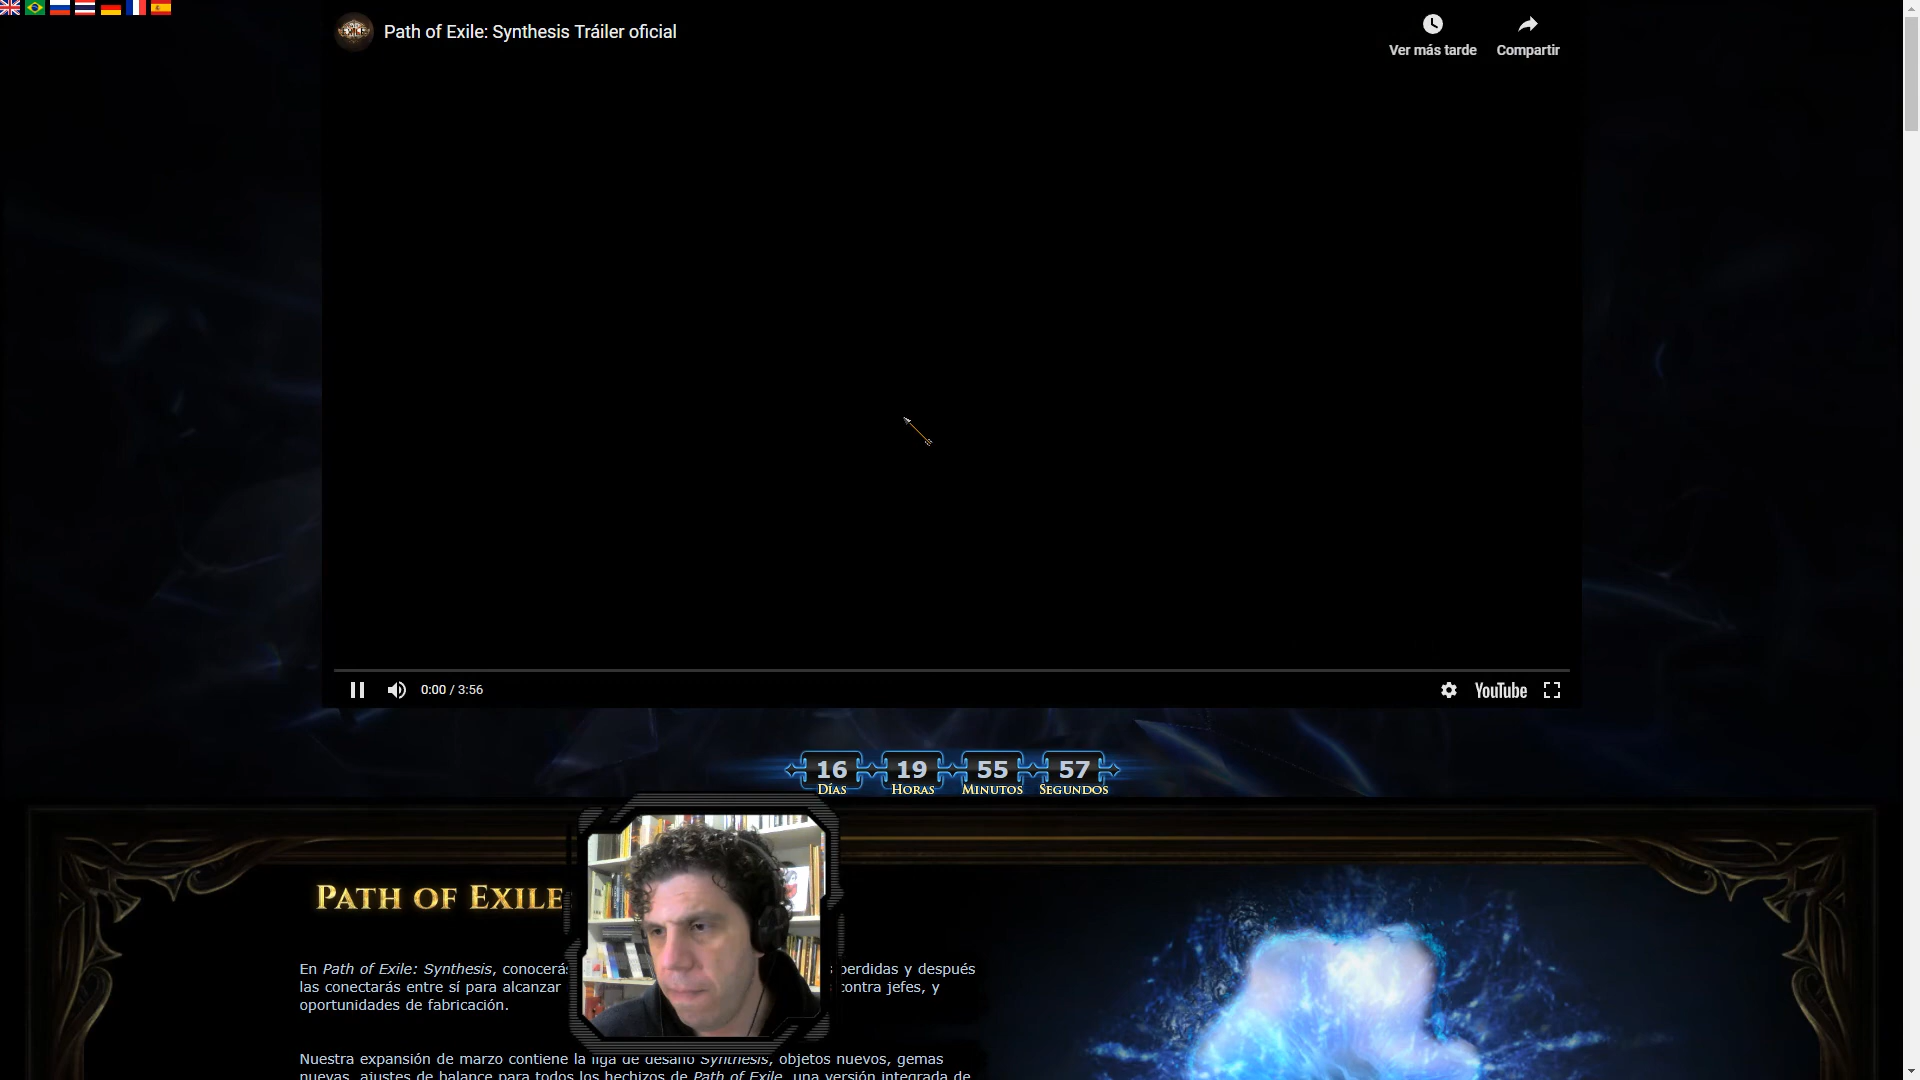 Path of Exile: Synthesis Tráiler oficial
Ver más tarde
Compartir
0:00 / 3:56
YouTube
16 19 55 57
Días Horas Minutos Segundos
Path of Exile
En Path of Exile: Synthesis, conocerás perdidas y después
las conectarás entre sí para alcanzar contra jefes, y
oportunidades de fabricación.
Nuestra expansión de marzo contiene la liga de desafío Synthesis, objetos nuevos, gemas
nuevas, ajustes de balance para todos los hechizos de Path of Exile, una versión integrada de